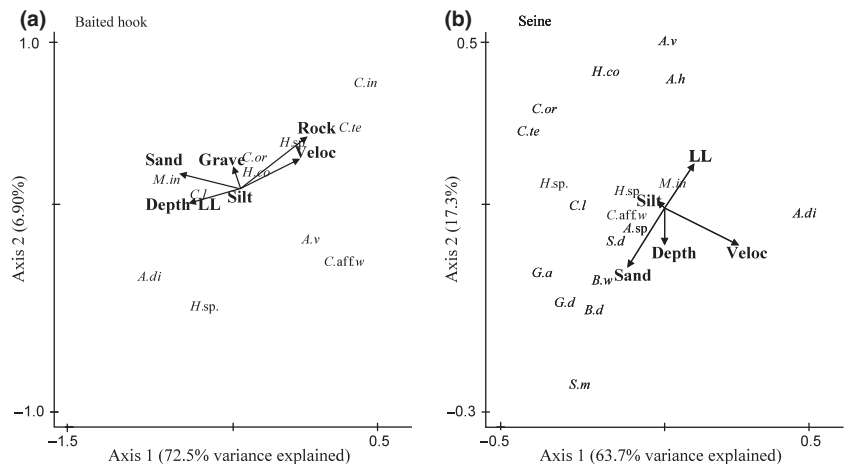 (a) Baited hook
1.0
C.in
Rock
C.te
H.sp.
Veloc
Sand
Grave
C.or
H.co
M.in
C.l
Silt
Depth LL
A.v
C.aff.w
A.di
H.sp.
–1.0
–1.5
0
0.5
Axis 2 (6.90%)
Axis 1 (72.5% variance explained)
(b) Seine
0.5
A.v
H.co
A.h
C.or
C.te
LL
H.sp.
H.sp.
M.in
Silt
C.l
C.aff.w
A.di
A.sp
S.d
Depth
Veloc
G.a
B.w
Sand
G.d
B.d
S.m
–0.3
–0.5
0
0.5
Axis 2 (17.3%)
Axis 1 (63.7% variance explained)